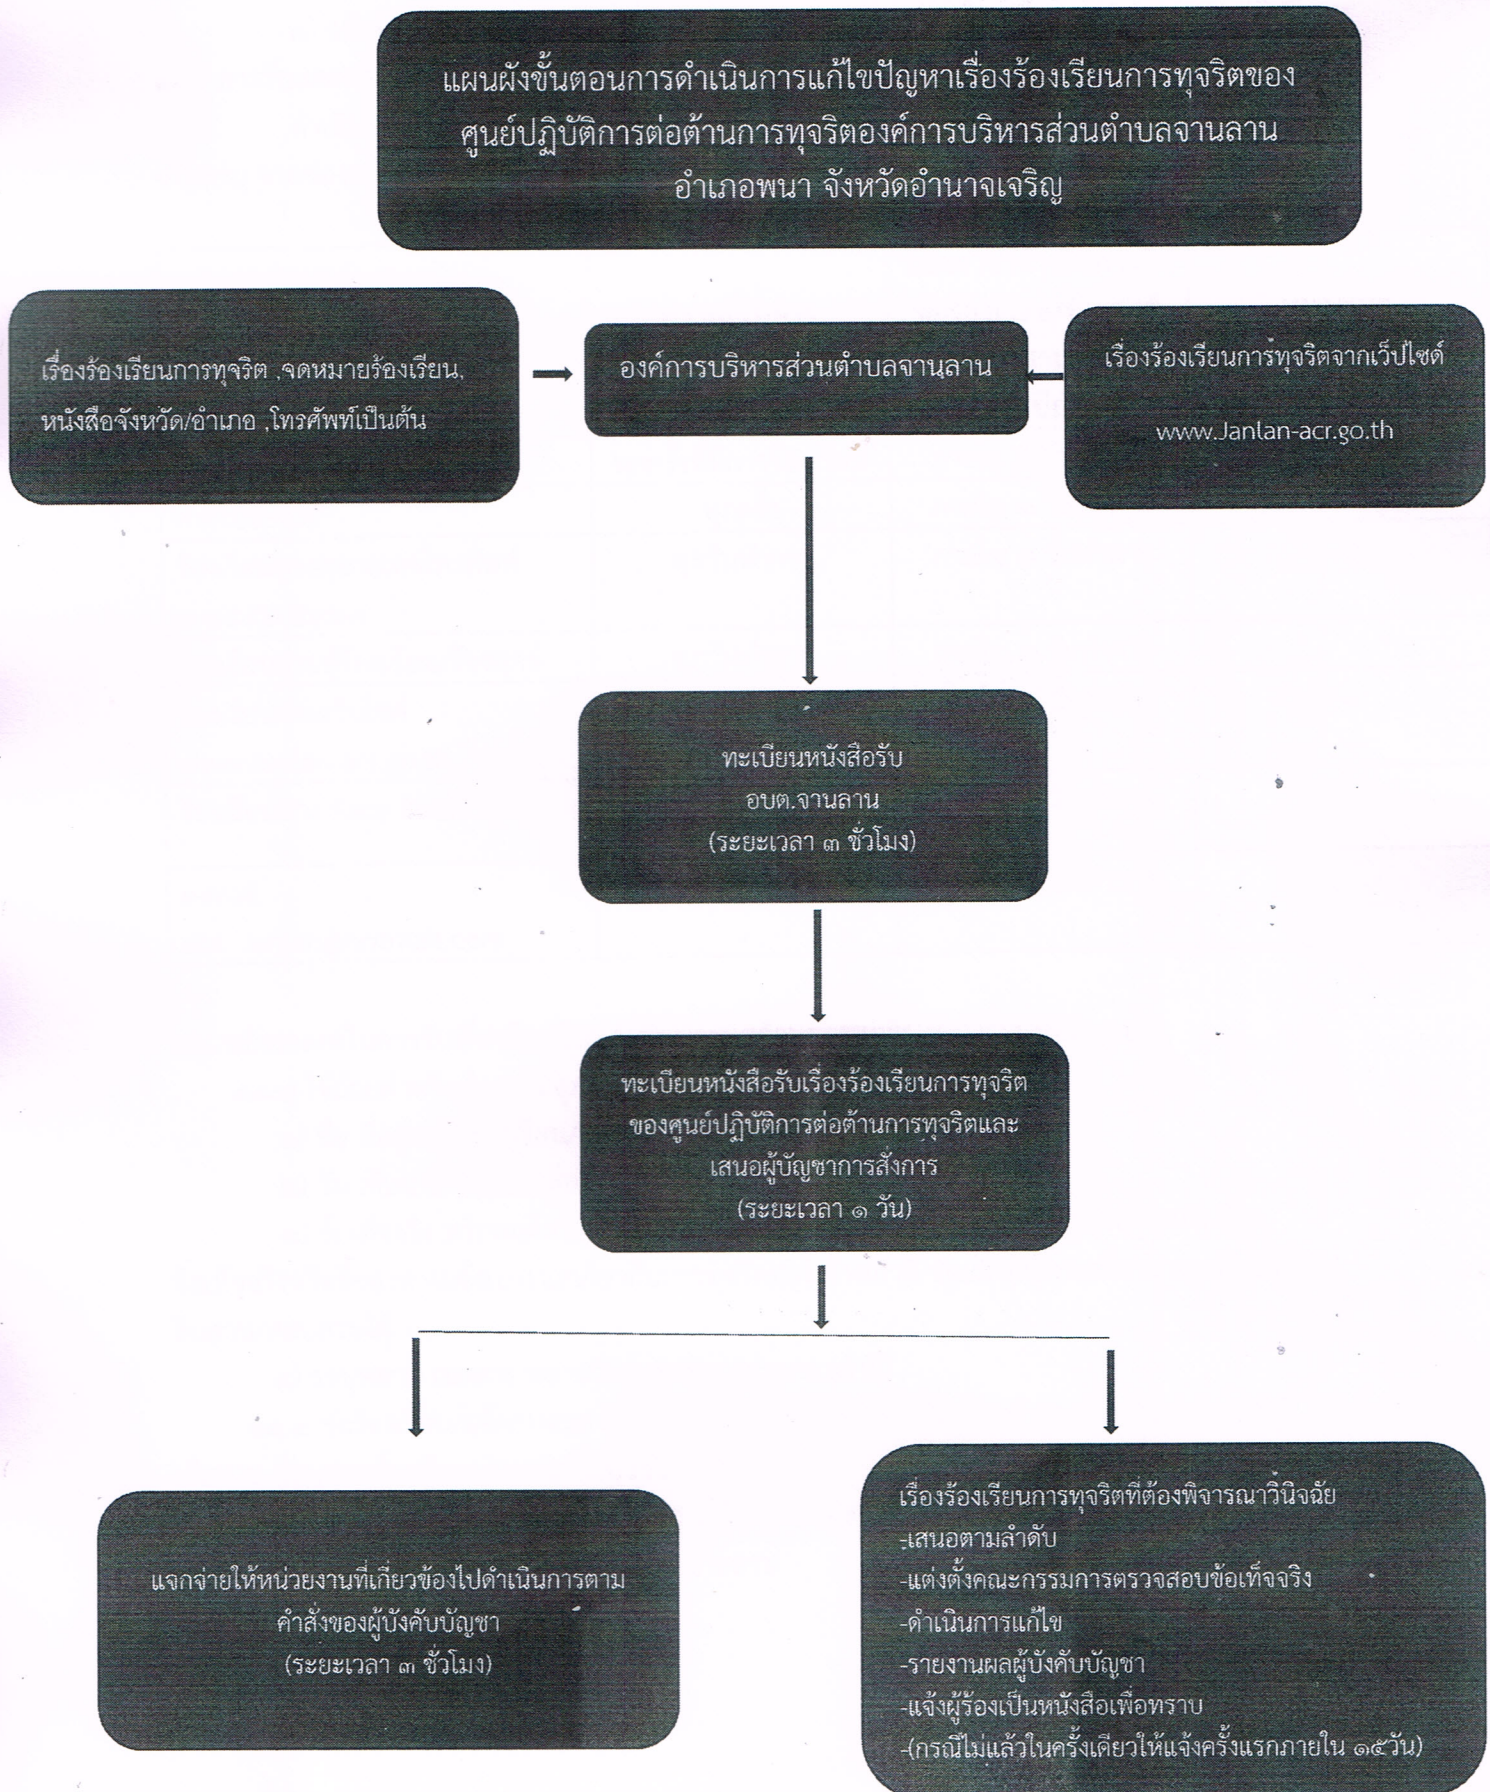 แผนผังขั้นตอนการดำเนินการแก้ไขปัญหาเรื่องร้องเรียนการทุจริตของ
ศูนย์ปฏิบัติการต่อต้านการทุจริตองค์การบริหารส่วนตำบลจานลาน
อำเภอพนา จังหวัดอำนาจเจริญ
เรื่องร้องเรียนการทุจริต ,จดหมายร้องเรียน,
หนังสือจังหวัด/อำเภอ ,โทรศัพท์เป็นต้น
องค์การบริหารส่วนตำบลจานลาน
เรื่องร้องเรียนการทุจริตจากเว็ปไซด์
www.Janlan-acr.go.th
ทะเบียนหนังสือรับ
อบต.จานลาน
(ระยะเวลา ๓ ชั่วโมง)
ทะเบียนหนังสือรับเรื่องร้องเรียนการทุจริต
ของศูนย์ปฏิบัติการต่อต้านการทุจริตและ
เสนอผู้บัญชาการสั่งการ
(ระยะเวลา ๑ วัน)
แจกจ่ายให้หน่วยงานที่เกี่ยวข้องไปดำเนินการตาม
คำสั่งของผู้บังคับบัญชา
(ระยะเวลา ๓ ชั่วโมง)
เรื่องร้องเรียนการทุจริตที่ต้องพิจารณาวินิจฉัย
-เสนอตามลำดับ
-แต่งตั้งคณะกรรมการตรวจสอบข้อเท็จจริง
-ดำเนินการแก้ไข
-รายงานผลผู้บังคับบัญชา
-แจ้งผู้ร้องเป็นหนังสือเพื่อทราบ
-(กรณีไม่แล้วในครั้งเดียวให้แจ้งครั้งแรกภายใน ๑๕วัน)